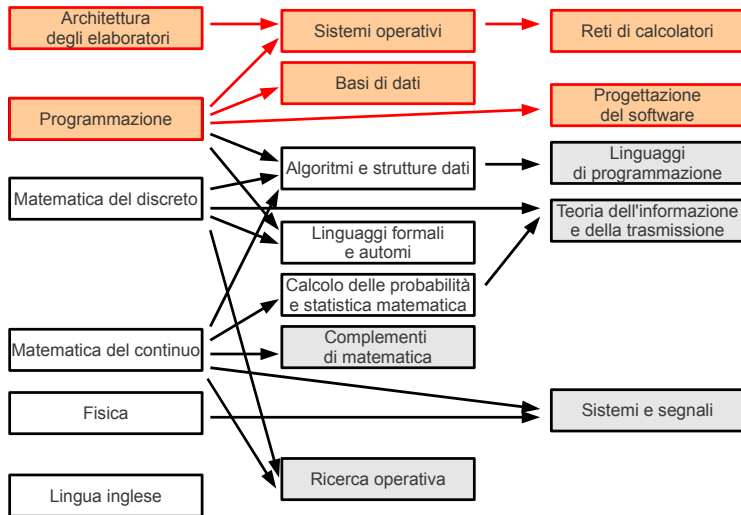 Architettura
degli elaboratori
Sistemi operativi
Reti di calcolatori
Basi di dati
Programmazione
Progettazione
del software
Algoritmi e strutture dati
Linguaggi
di programmazione
Matematica del discreto
Teoria dell'informazione
e della trasmissione
Linguaggi formali
e automi
Calcolo delle probabilità
e statistica matematica
Matematica del continuo
Complementi
di matematica
Fisica
Sistemi e segnali
Ricerca operativa
Lingua inglese